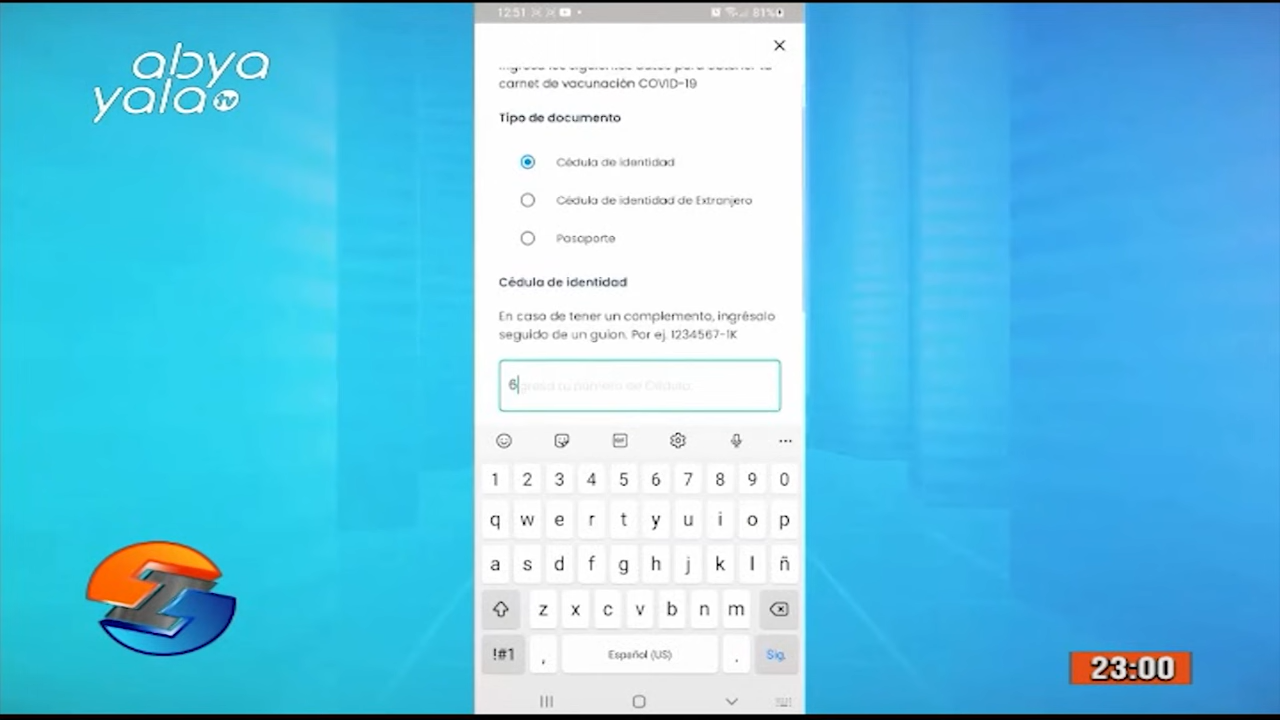 12:51
81%
abya
yala tv
carnet de vacunación COVID-19
Tipo de documento
Cédula de identidad
Cédula de identidad de Extranjero
Pasaporte
Cédula de identidad
En caso de tener un complemento, ingrésalo
seguido de un guion. Por ej. 1234567-1K
6
1 2 3 4 5 6 7 8 9 0
q w e r t y u i o p
a s d f g h j k l ñ
z x c v b n m
!#1 , Español (US) . Sig.
23:00